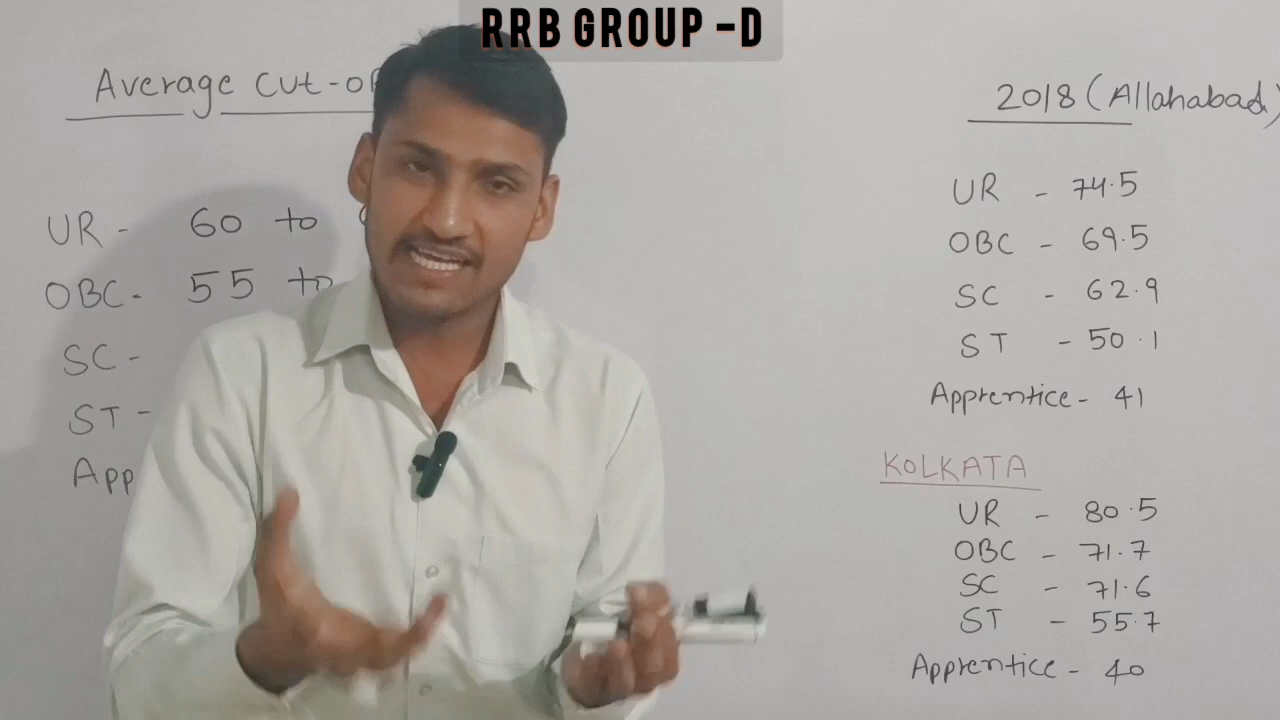 RRB GROUP -D
Average cut-of
UR - 60 to
OBC - 55 to
SC -
ST -
App
2018 (Allahabad)
UR - 74.5
OBC - 69.5
SC - 62.9
ST - 50.1
Apprentice - 41
KOLKATA
UR - 80.5
OBC - 71.7
SC - 71.6
ST - 55.7
Apprentice - 40